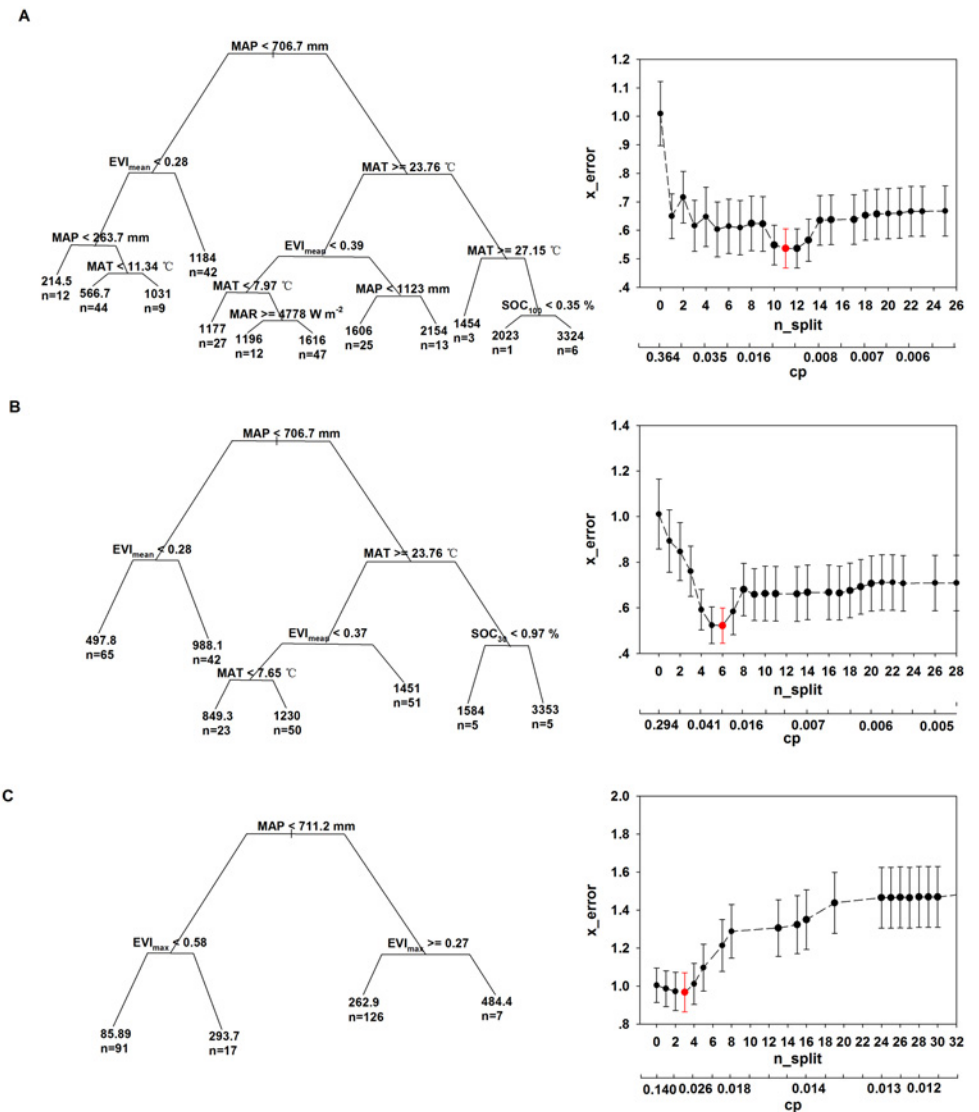 A
MAP < 706.7 mm
EVImean < 0.28
MAT >= 23.76 ℃
MAP < 263.7 mm
EVImean < 0.39
MAT >= 27.15 ℃
214.5
n=12
MAT < 11.34 ℃
566.7
n=44
1031
n=9
1184
n=42
MAT < 7.97 ℃
MAP < 1123 mm
1177
n=27
MAR >= 4778 W m-2
1196
n=12
1616
n=47
1606
n=25
2154
n=13
1454
n=3
SOC100 < 0.35 %
2023
n=1
3324
n=6
x_error
1.2
1.1
1.0
.9
.8
.7
.6
.5
.4
0 2 4 6 8 10 12 14 16 18 20 22 24 26
n_split
0.364 0.035 0.016 0.008 0.007 0.006
cp
B
MAP < 706.7 mm
EVImean < 0.28
MAT >= 23.76 ℃
497.8
n=65
988.1
n=42
EVImean < 0.37
SOC30 < 0.97 %
MAT < 7.65 ℃
849.3
n=23
1230
n=50
1451
n=51
1584
n=5
3353
n=5
x_error
1.4
1.2
1.0
.8
.6
.4
0 2 4 6 8 10 12 14 16 18 20 22 24 26 28
n_split
0.294 0.041 0.016 0.007 0.006 0.005
cp
C
MAP < 711.2 mm
EVImax < 0.58
EVImax >= 0.27
85.89
n=91
293.7
n=17
262.9
n=126
484.4
n=7
x_error
2.0
1.8
1.6
1.4
1.2
1.0
.8
0 2 4 6 8 10 12 14 16 18 20 22 24 26 28 30 32
n_split
0.140 0.026 0.018 0.014 0.013 0.012
cp